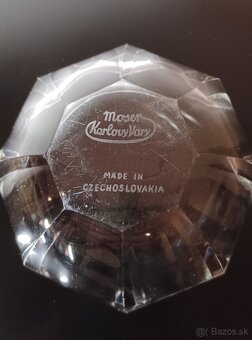 Moser
Karlovy Vary
MADE IN
CZECHOSLOVAKIA
@( Bazos.sk